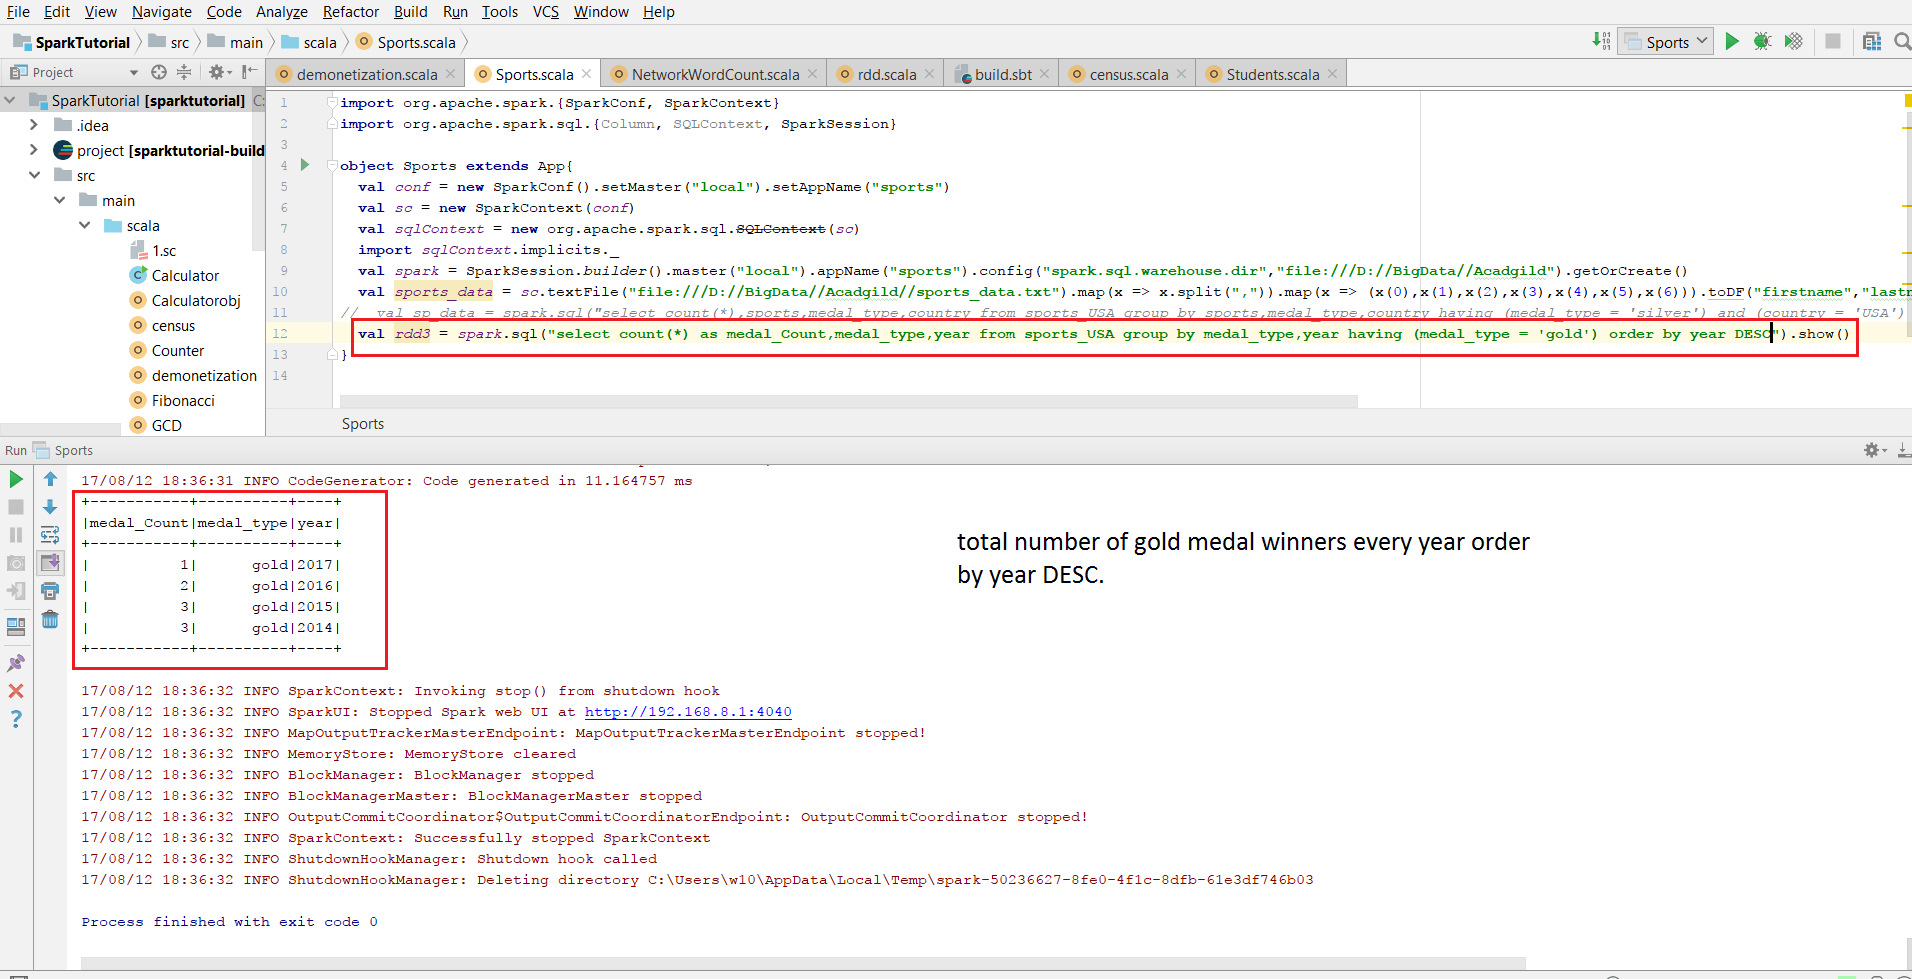 File Edit View Navigate Code Analyze Refactor Build Run Tools VCS Window Help
SparkTutorial src main scala Sports.scala Sports
Project demonetization.scala Sports.scala NetworkWordCount.scala rdd.scala build.sbt census.scala Students.scala
SparkTutorial [sparktutorial] C:
.idea
project [sparktutorial-build
src
main
scala
1.sc
Calculator
Calculatorobj
census
Counter
demonetization
Fibonacci
GCD
1 import org.apache.spark.{SparkConf, SparkContext}
2 import org.apache.spark.sql.{Column, SQLContext, SparkSession}
3
4 object Sports extends App{
5 val conf = new SparkConf().setMaster("local").setAppName("sports")
6 val sc = new SparkContext(conf)
7 val sqlContext = new org.apache.spark.sql.SQLContext(sc)
8 import sqlContext.implicits._
9 val spark = SparkSession.builder().master("local").appName("sports").config("spark.sql.warehouse.dir","file:///D://BigData//Acadgild").getOrCreate()
10 val sports_data = sc.textFile("file:///D://BigData//Acadgild//sports_data.txt").map(x => x.split(",")).map(x => (x(0),x(1),x(2),x(3),x(4),x(5),x(6))).toDF("firstname","lastn
11 // val sp_data = spark.sql("select count(*),sports,medal_type,country from sports_USA group by sports,medal_type,country having (medal_type = 'silver') and (country = 'USA')
12 val rdd3 = spark.sql("select count(*) as medal_Count,medal_type,year from sports_USA group by medal_type,year having (medal_type = 'gold') order by year DESC").show()
13 }
14
Sports
Run Sports
17/08/12 18:36:31 INFO CodeGenerator: Code generated in 11.164757 ms
+-----------+----------+----+
|medal_Count|medal_type|year|
+-----------+----------+----+
| 1| gold|2017|
| 2| gold|2016|
| 3| gold|2015|
| 3| gold|2014|
+-----------+----------+----+
total number of gold medal winners every year order
by year DESC.
17/08/12 18:36:32 INFO SparkContext: Invoking stop() from shutdown hook
17/08/12 18:36:32 INFO SparkUI: Stopped Spark web UI at http://192.168.8.1:4040
17/08/12 18:36:32 INFO MapOutputTrackerMasterEndpoint: MapOutputTrackerMasterEndpoint stopped!
17/08/12 18:36:32 INFO MemoryStore: MemoryStore cleared
17/08/12 18:36:32 INFO BlockManager: BlockManager stopped
17/08/12 18:36:32 INFO BlockManagerMaster: BlockManagerMaster stopped
17/08/12 18:36:32 INFO OutputCommitCoordinator$OutputCommitCoordinatorEndpoint: OutputCommitCoordinator stopped!
17/08/12 18:36:32 INFO SparkContext: Successfully stopped SparkContext
17/08/12 18:36:32 INFO ShutdownHookManager: Shutdown hook called
17/08/12 18:36:32 INFO ShutdownHookManager: Deleting directory C:\Users\w10\AppData\Local\Temp\spark-50236627-8fe0-4f1c-8dfb-61e3df746b03
Process finished with exit code 0